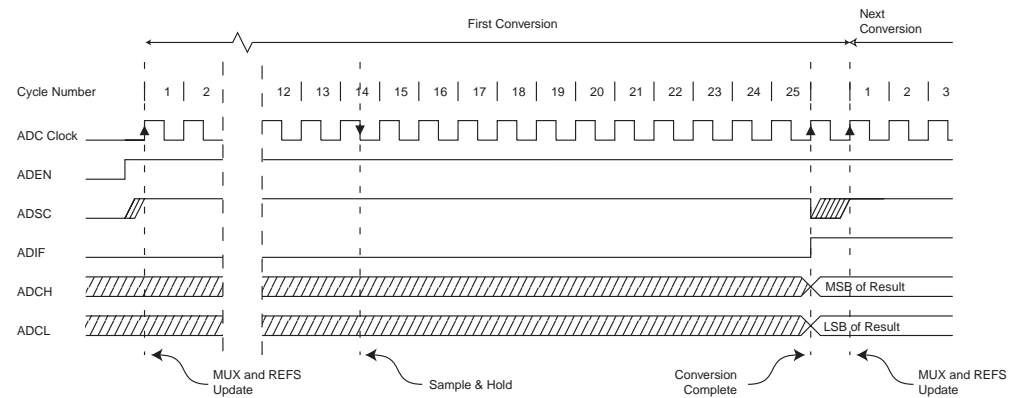 First Conversion
Next
Conversion
Cycle Number 1 2 12 13 14 15 16 17 18 19 20 21 22 23 24 25 1 2 3
ADC Clock
ADEN
ADSC
ADIF
ADCH MSB of Result
ADCL LSB of Result
MUX and REFS
Update
Sample & Hold
Conversion
Complete
MUX and REFS
Update